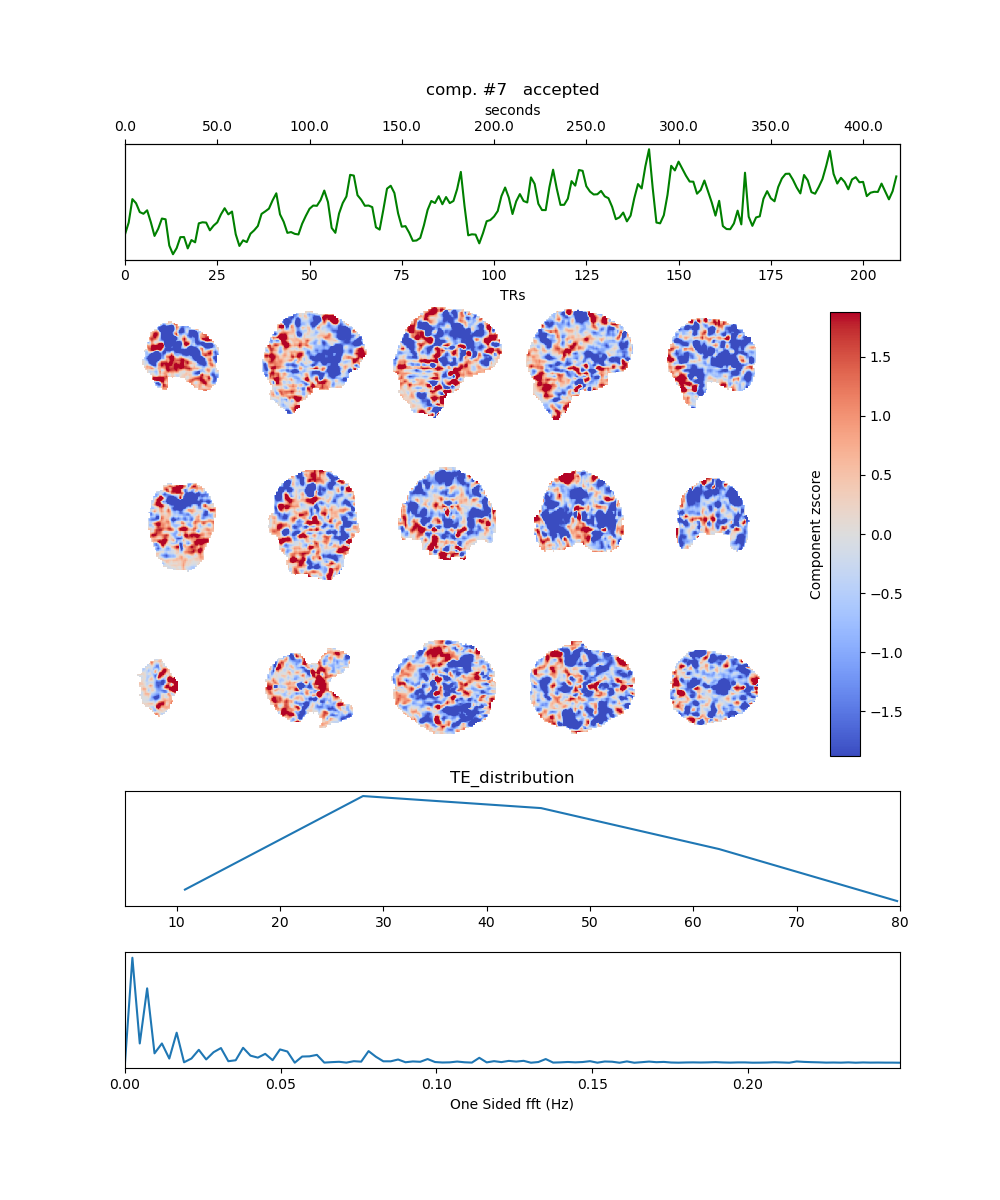 comp. #7   accepted
seconds
0.0 50.0 100.0 150.0 200.0 250.0 300.0 350.0 400.0
0 25 50 75 100 125 150 175 200
TRs
1.5
1.0
0.5
0.0
−0.5
−1.0
−1.5
Component zscore
TE_distribution
10 20 30 40 50 60 70 80
0.00 0.05 0.10 0.15 0.20
One Sided fft (Hz)